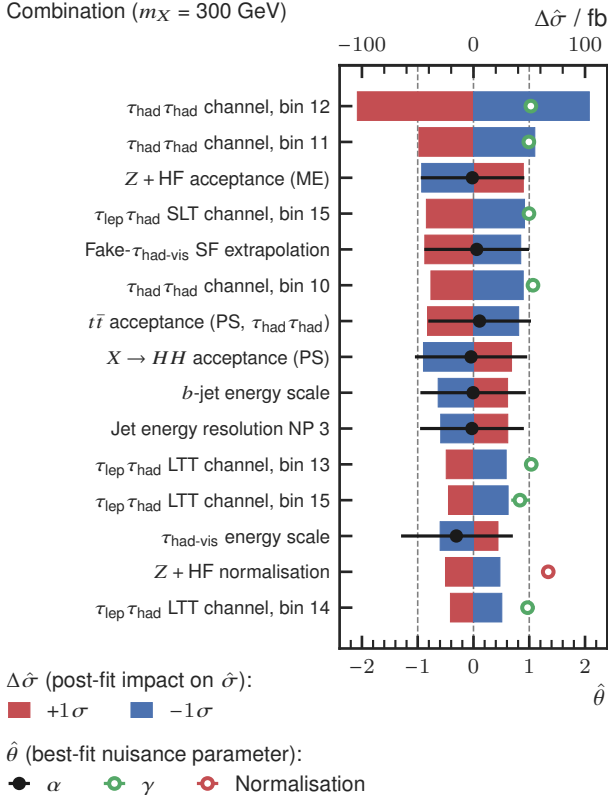 Combination (m_X = 300 GeV)
Δσ̂ / fb
−100 0 100
τ_had τ_had channel, bin 12
τ_had τ_had channel, bin 11
Z + HF acceptance (ME)
τ_lep τ_had SLT channel, bin 15
Fake-τ_had-vis SF extrapolation
τ_had τ_had channel, bin 10
tt̄ acceptance (PS, τ_had τ_had)
X → HH acceptance (PS)
b-jet energy scale
Jet energy resolution NP 3
τ_lep τ_had LTT channel, bin 13
τ_lep τ_had LTT channel, bin 15
τ_had-vis energy scale
Z + HF normalisation
τ_lep τ_had LTT channel, bin 14
−2 −1 0 1 2
θ̂
Δσ̂ (post-fit impact on σ̂):
+1σ −1σ
θ̂ (best-fit nuisance parameter):
α γ Normalisation